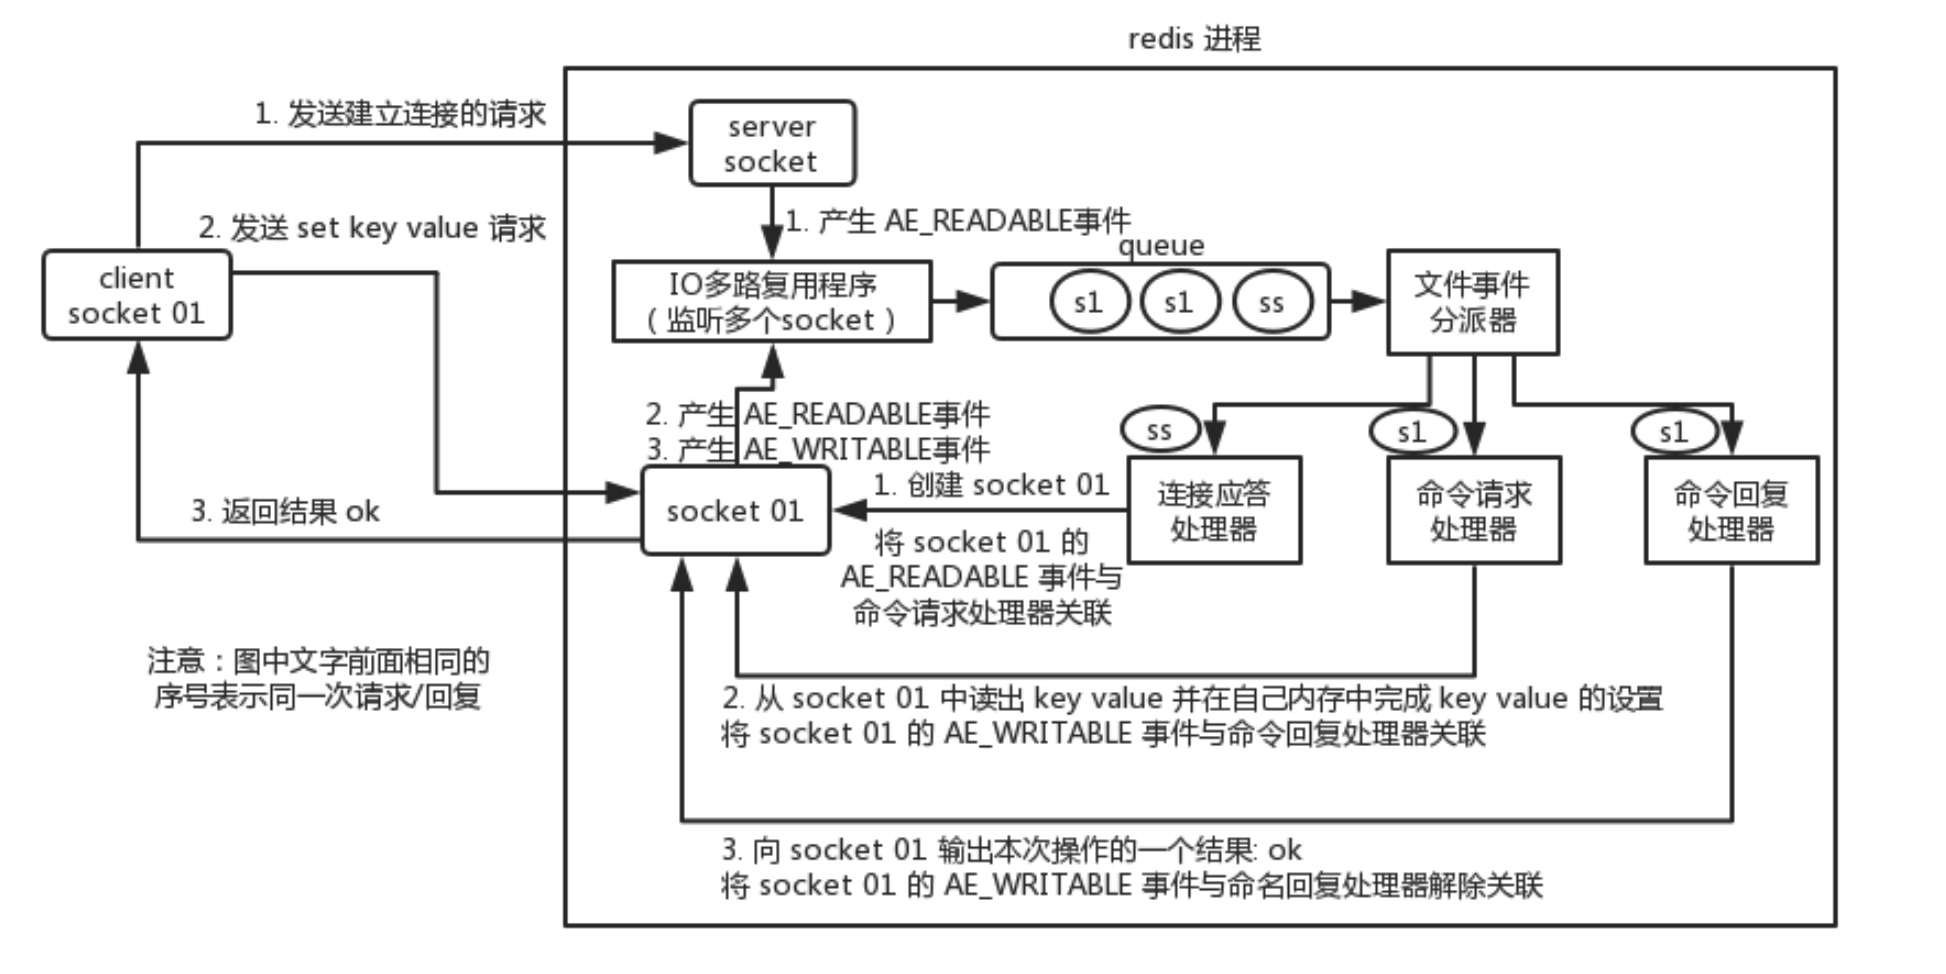 redis 进程
1. 发送建立连接的请求
server
socket
1. 产生 AE_READABLE事件
2. 发送 set key value 请求
queue
client
socket 01
IO多路复用程序
（监听多个socket）
s1
s1
ss
文件事件
分派器
2. 产生 AE_READABLE事件
3. 产生 AE_WRITABLE事件
ss
s1
s1
1. 创建 socket 01
3. 返回结果 ok
socket 01
连接应答
处理器
命令请求
处理器
命令回复
处理器
将 socket 01 的
AE_READABLE 事件与
命令请求处理器关联
注意：图中文字前面相同的
序号表示同一次请求/回复
2. 从 socket 01 中读出 key value 并在自己内存中完成 key value 的设置
将 socket 01 的 AE_WRITABLE 事件与命令回复处理器关联
3. 向 socket 01 输出本次操作的一个结果: ok
将 socket 01 的 AE_WRITABLE 事件与命名回复处理器解除关联